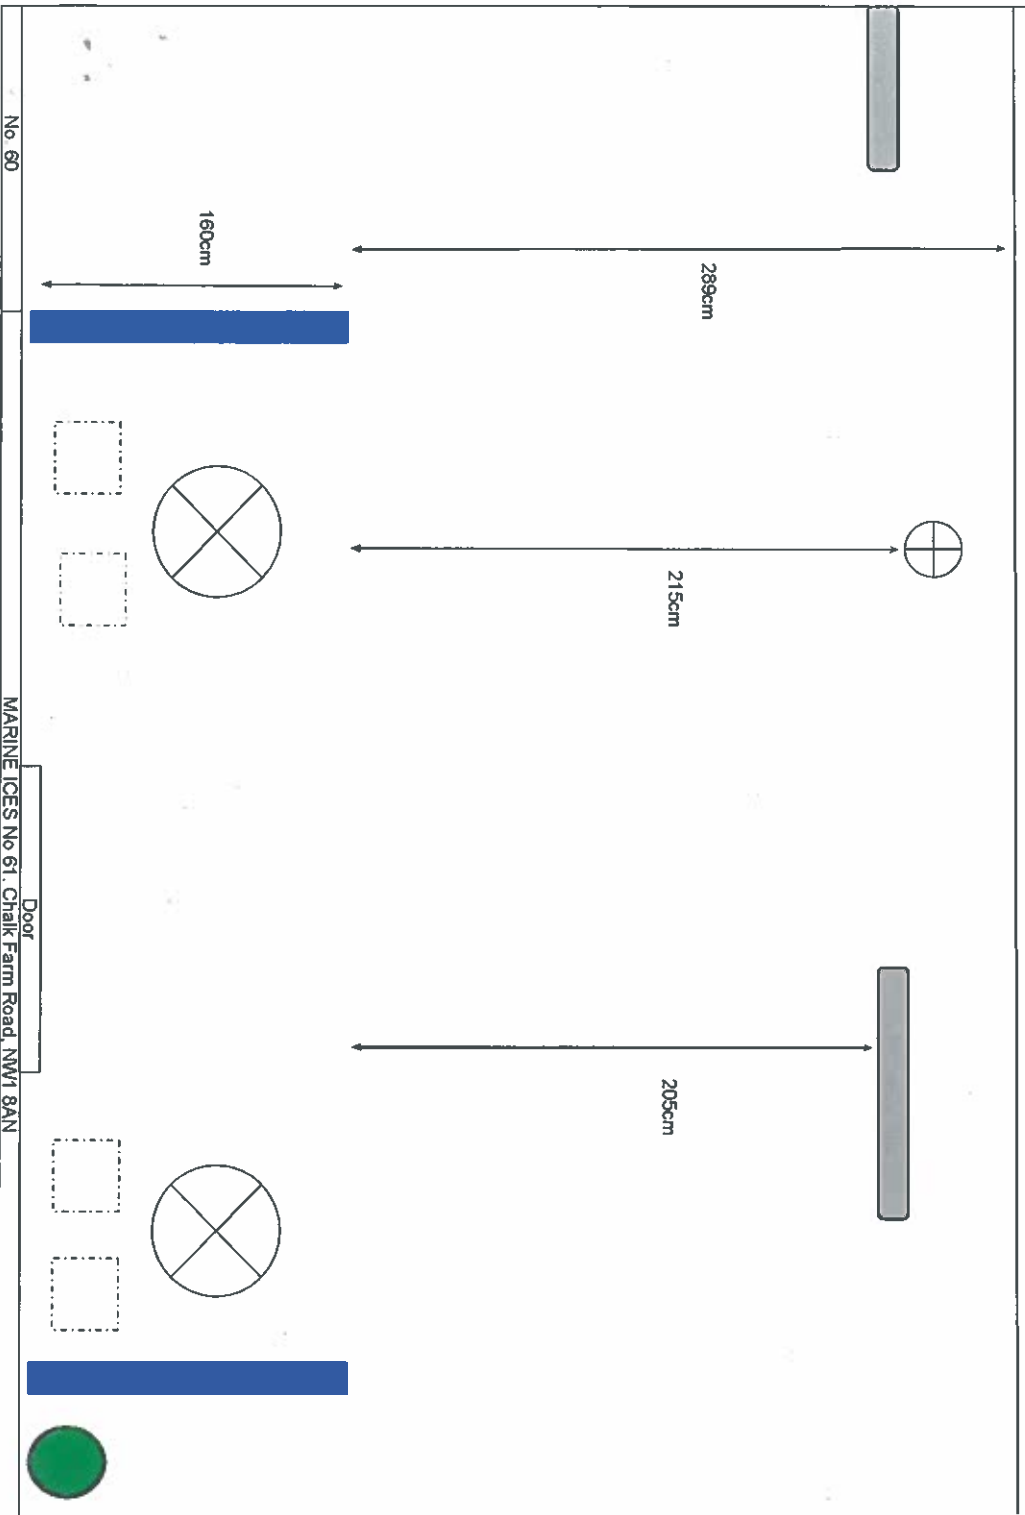 289cm
160cm
215cm
205cm
Door
No. 60
MARINE ICES No 61. Chalk Farm Road, NW1 8AN